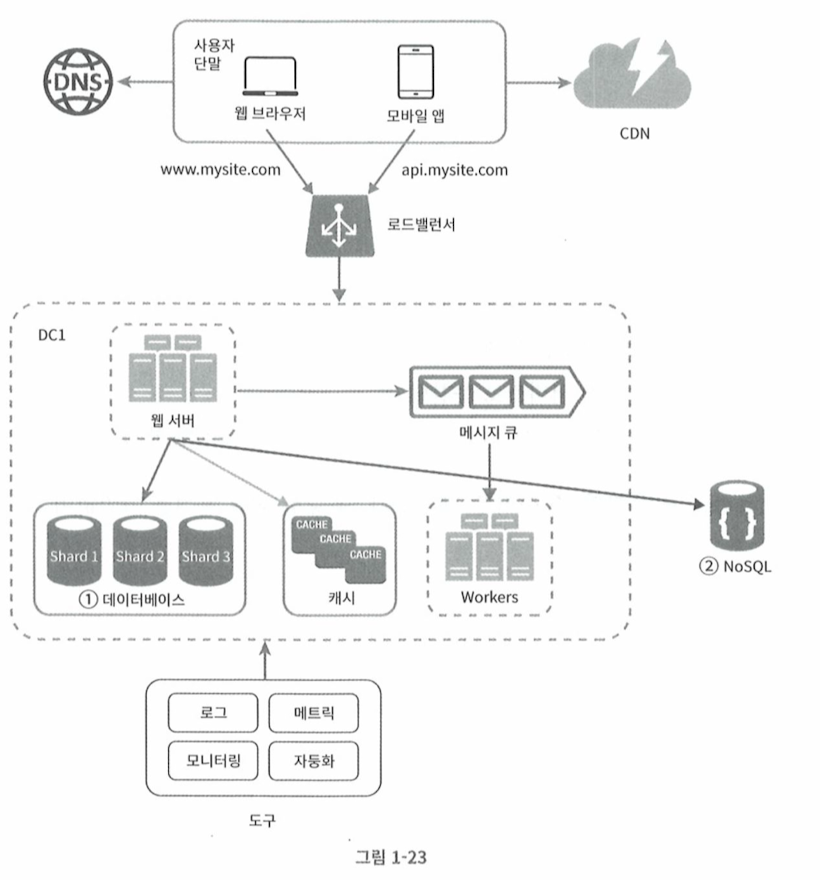 사용자
단말
DNS
웹 브라우저
모바일 앱
CDN
www.mysite.com
api.mysite.com
로드밸런서
DC1
웹 서버
메시지 큐
Shard 1
Shard 2
Shard 3
① 데이터베이스
CACHE
CACHE
CACHE
캐시
Workers
{ }
② NoSQL
로그
메트릭
모니터링
자동화
도구
그림 1-23